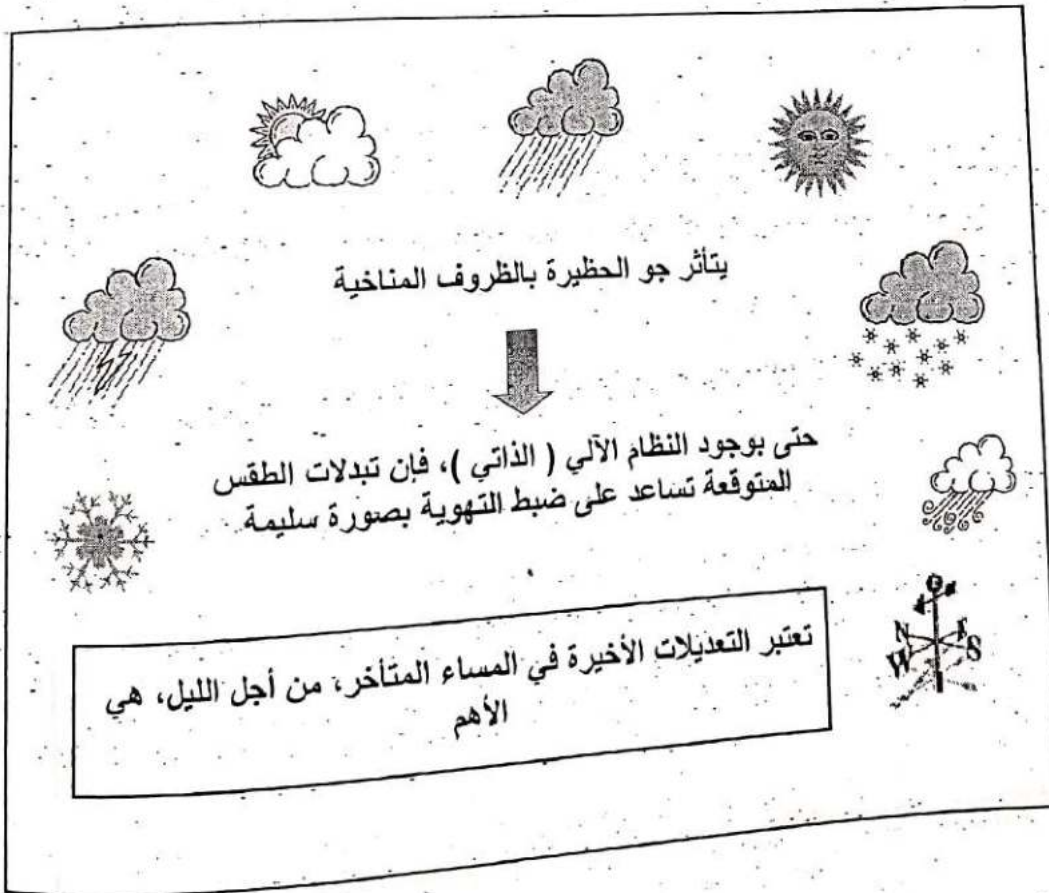 يتأثر جو الحظيرة بالظروف المناخية
حتى بوجود النظام الآلي ( الذاتي )، فإن تبدلات الطقس
المتوقعة تساعد على ضبط التهوية بصورة سليمة
N E
W S
تعتبر التعديلات الأخيرة في المساء المتأخر، من أجل الليل، هي
الأهم